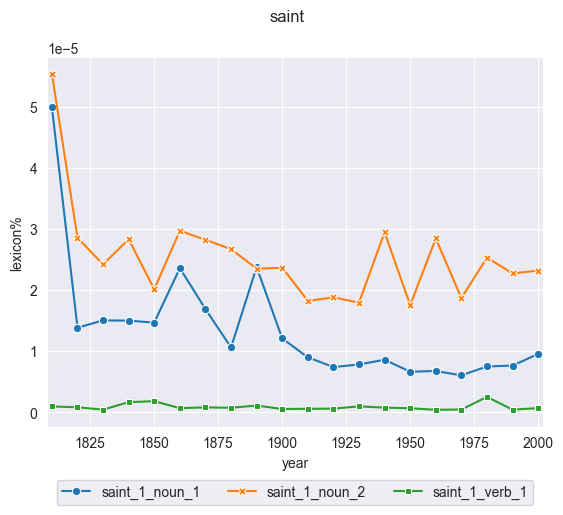 saint
1e−5
5
4
3
2
1
0
lexicon%
1825 1850 1875 1900 1925 1950 1975 2000
year
saint_1_noun_1 saint_1_noun_2 saint_1_verb_1